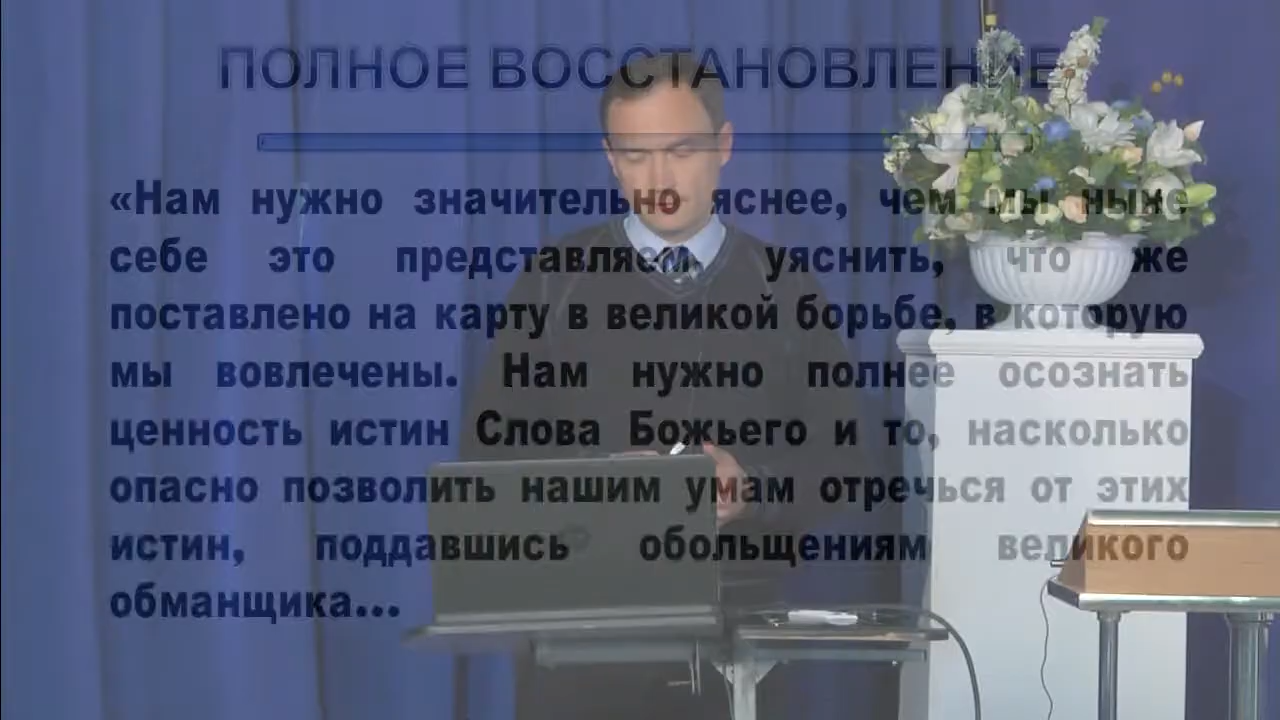 ПОЛНОЕ ВОССТАНОВЛЕНИЕ
«Нам нужно значительно яснее, чем мы ныне
себе это представляем, уяснить, что же
поставлено на карту в великой борьбе, в которую
мы вовлечены. Нам нужно полнее осознать
ценность истин Слова Божьего и то, насколько
опасно позволить нашим умам отречься от этих
истин, поддавшись обольщениям великого
обманщика...